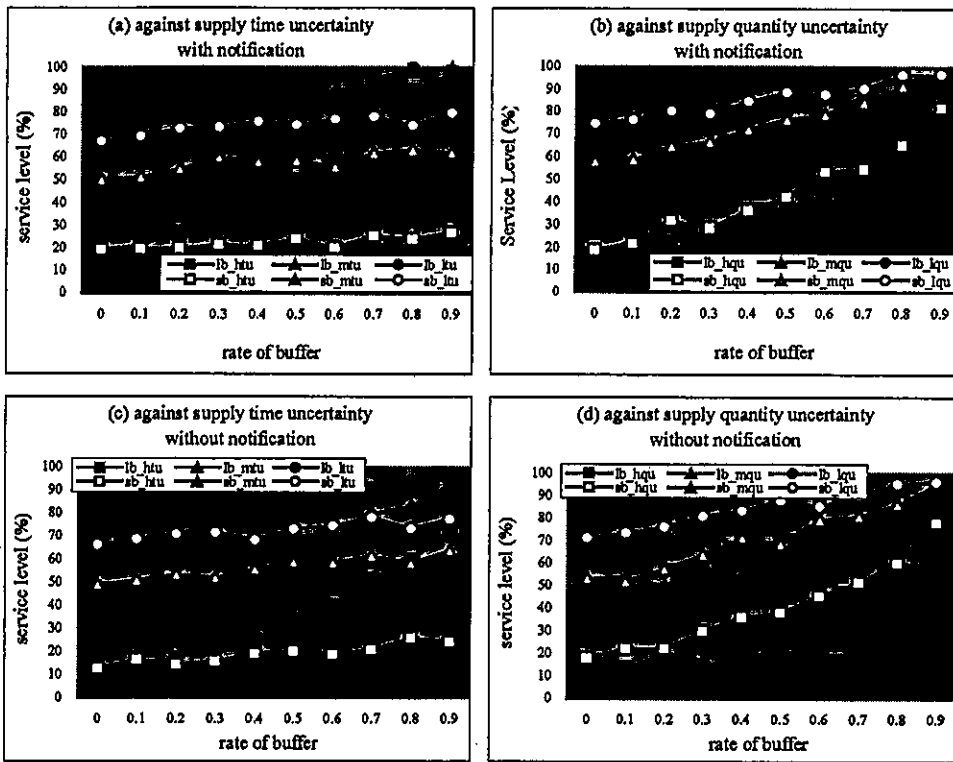 (a) against supply time uncertainty
with notification
service level (%)
100
90
80
70
60
50
40
30
20
10
0
lb_htu lb_mtu lb_ltu
sb_htu sb_mtu sb_ltu
0 0.1 0.2 0.3 0.4 0.5 0.6 0.7 0.8 0.9
rate of buffer
(b) against supply quantity uncertainty
with notification
Service Level (%)
100
90
80
70
60
50
40
30
20
10
0
lb_hqu lb_mqu lb_lqu
sb_hqu sb_mqu sb_lqu
0 0.1 0.2 0.3 0.4 0.5 0.6 0.7 0.8 0.9
rate of buffer
(c) against supply time uncertainty
without notification
lb_htu lb_mtu lb_ltu
sb_htu sb_mtu sb_ltu
service level (%)
100
90
80
70
60
50
40
30
20
10
0
0 0.1 0.2 0.3 0.4 0.5 0.6 0.7 0.8 0.9
rate of buffer
(d) against supply quantity uncertainty
without notification
lb_hqu lb_mqu lb_lqu
sb_hqu sb_mqu sb_lqu
service level (%)
100
90
80
70
60
50
40
30
20
10
0
0 0.1 0.2 0.3 0.4 0.5 0.6 0.7 0.8 0.9
rate of buffer